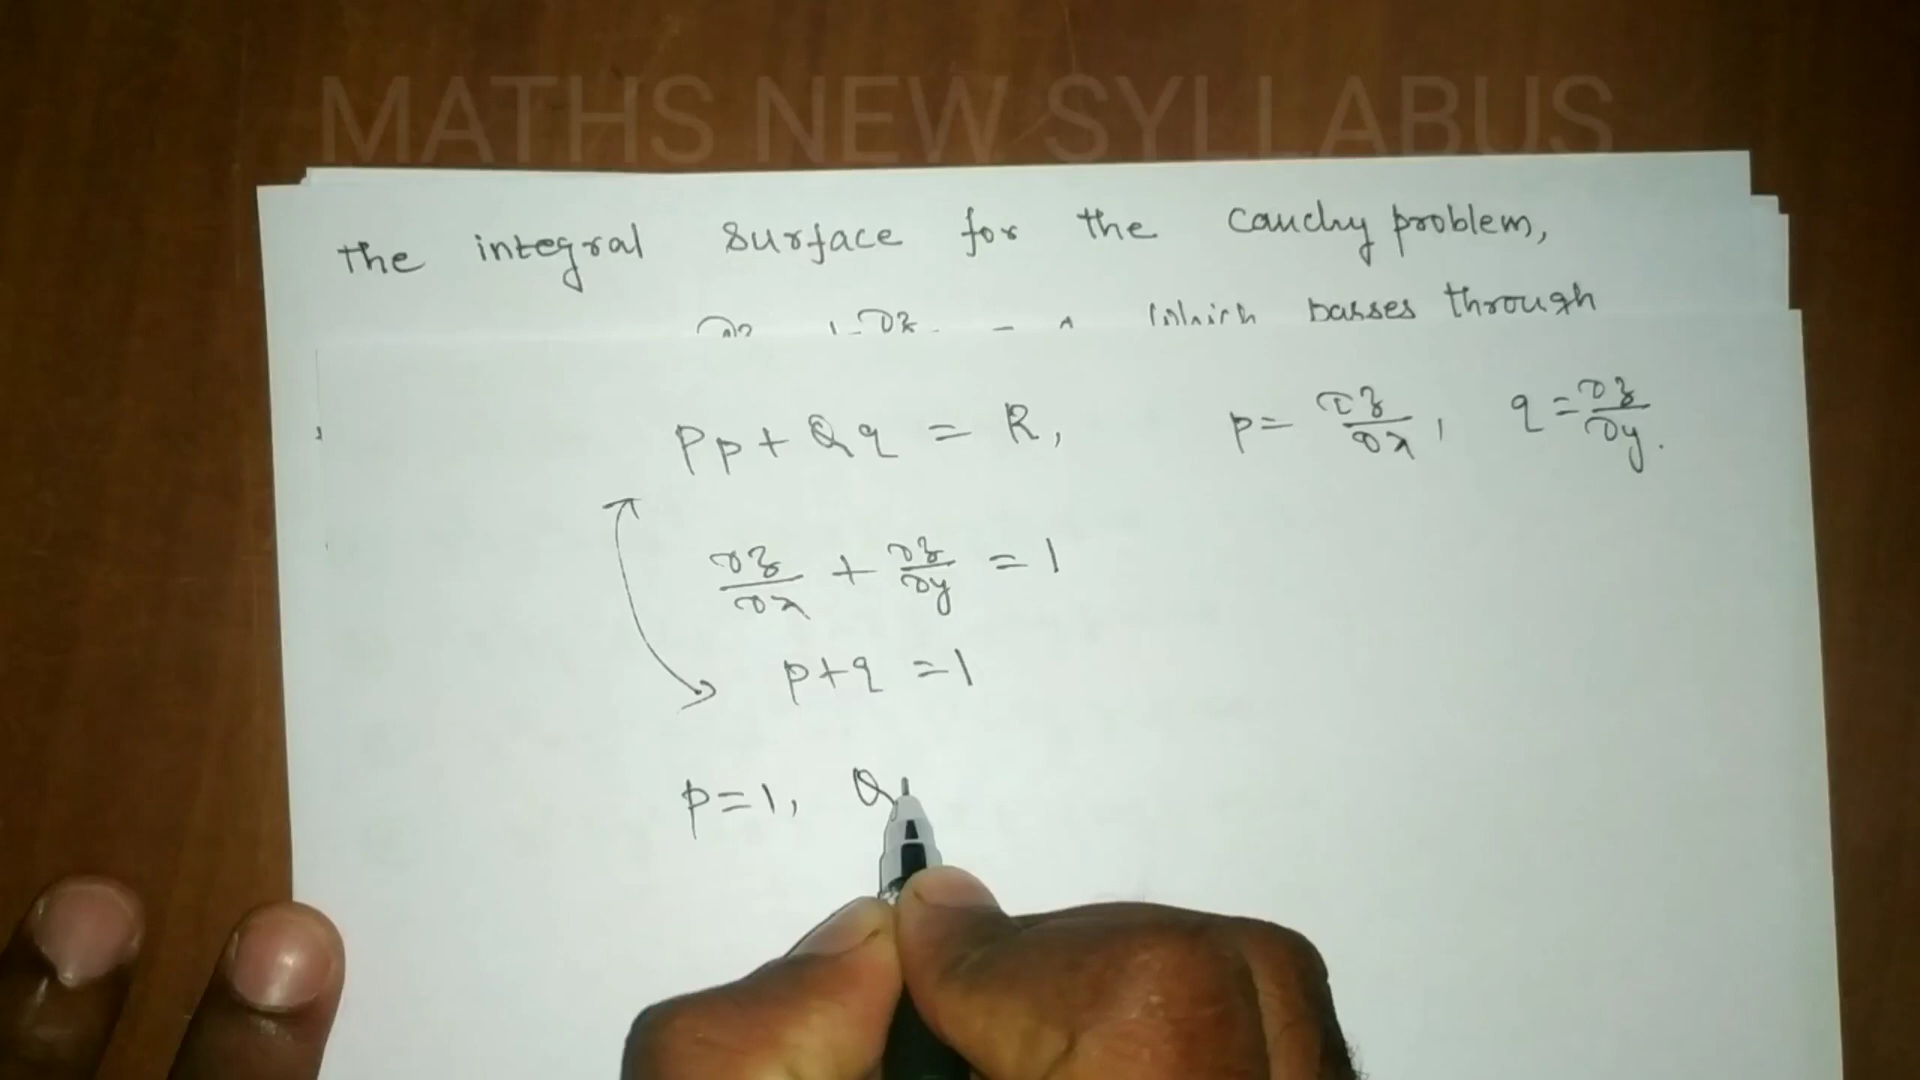 MATHS NEW SYLLABUS
The integral surface for the Cauchy problem,
which passes through
Pp + Qq = R, p = ∂z/∂x, q = ∂z/∂y.
∂z/∂x + ∂z/∂y = 1
p+q = 1
P=1, Q